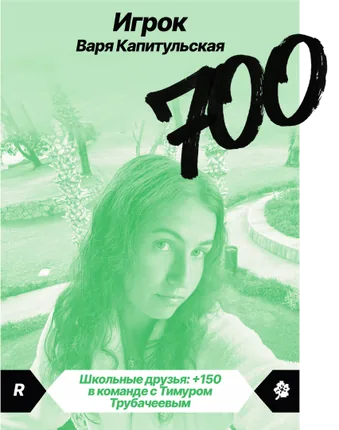 Игрок
Варя Капитульская
700
Школьные друзья: +150
в команде с Тимуром
Трубачеевым
R